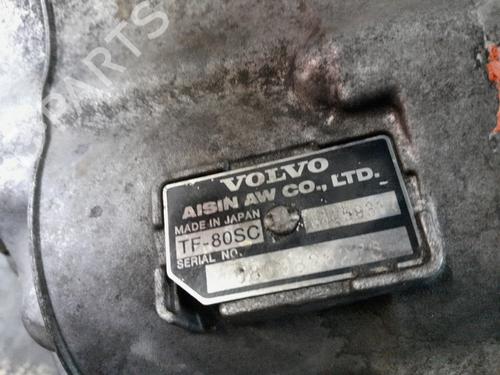 PARTS
VOLVO
AISIN AW CO., LTD.
MADE IN JAPAN
TF-80SC
SERIAL NO.